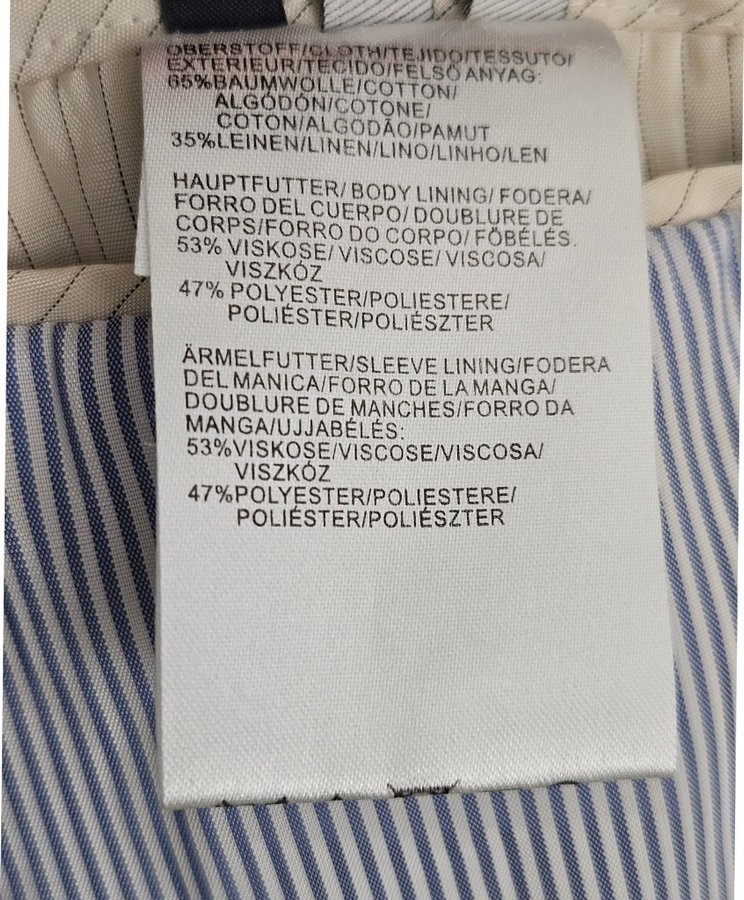 OBERSTOFF/CLOTH/TEJIDO/TESSUTO/
EXTERIEUR/TECIDO/FELSŐ ANYAG:
65%BAUMWOLLE/COTTON/
ALGODÓN/COTONE/
COTON/ALGODÃO/PAMUT
35%LEINEN/LINEN/LINO/LINHO/LEN
HAUPTFUTTER/ BODY LINING/ FODERA/
FORRO DEL CUERPO/ DOUBLURE DE
CORPS/FORRO DO CORPO/ FŐBÉLÉS.
53% VISKOSE/ VISCOSE/ VISCOSA/
VISZKÓZ
47% POLYESTER/POLIESTERE/
POLIÉSTER/POLIÉSZTER
ÄRMELFUTTER/SLEEVE LINING/FODERA
DEL MANICA/FORRO DE LA MANGA/
DOUBLURE DE MANCHES/FORRO DA
MANGA/UJJABÉLÉS:
53%VISKOSE/VISCOSE/VISCOSA/
VISZKÓZ
47%POLYESTER/POLIESTERE/
POLIÉSTER/POLIÉSZTER